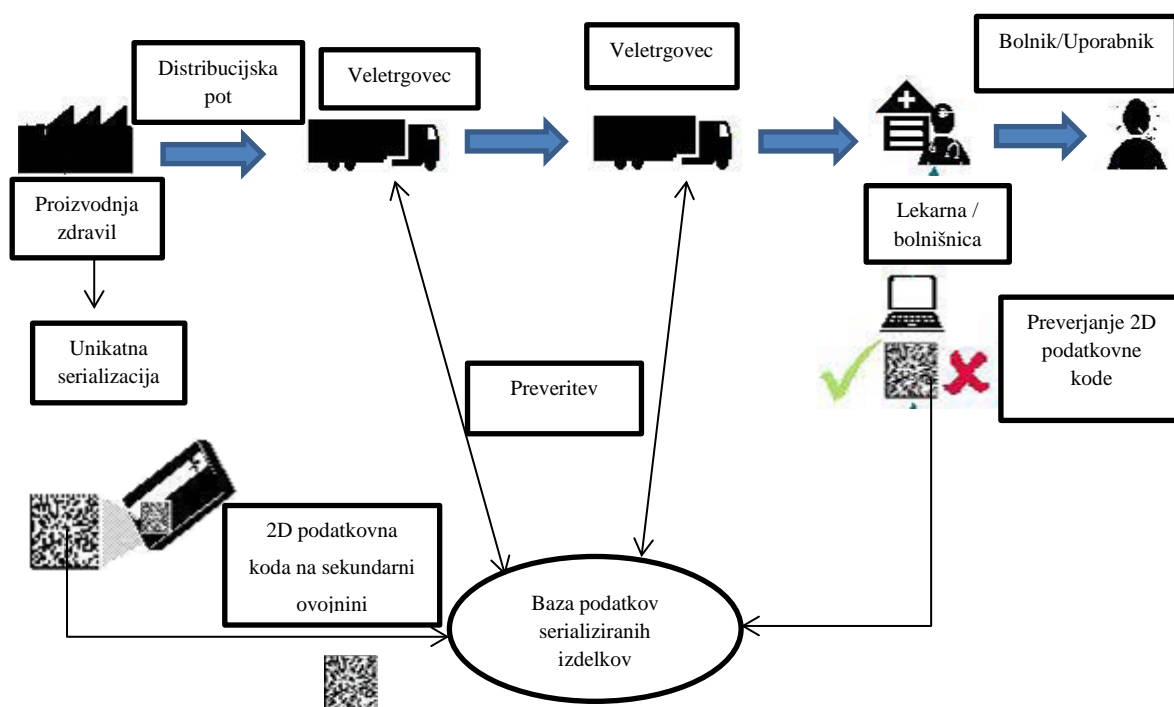 Distribucijska
pot
Veletrgovec
Veletrgovec
Bolnik/Uporabnik
Proizvodnja
zdravil
Lekarna /
bolnišnica
Unikatna
serializacija
Preveritev
Preverjanje 2D
podatkovne
kode
2D podatkovna
koda na sekundarni
ovojnini
Baza podatkov
serializiranih
izdelkov